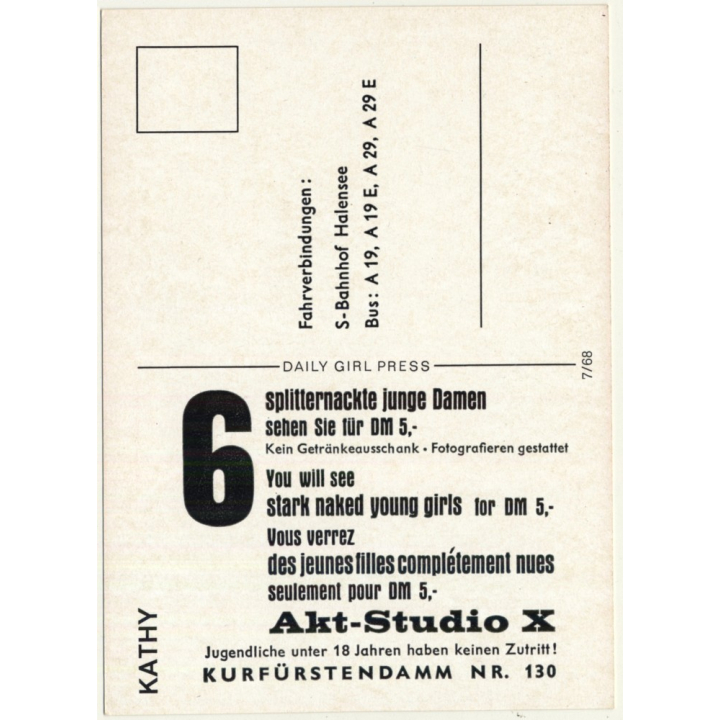 Fahrverbindungen:
S-Bahnhof Halensee
Bus: A 19, A 19 E, A 29, A 29 E
DAILY GIRL PRESS
7/68
6
splitternackte junge Damen
sehen Sie für DM 5,-
Kein Getränkeausschank • Fotografieren gestattet
You will see
stark naked young girls for DM 5,-
Vous verrez
des jeunes filles complétement nues
seulement pour DM 5,-
Akt-Studio X
Jugendliche unter 18 Jahren haben keinen Zutritt!
KURFÜRSTENDAMM NR. 130
KATHY